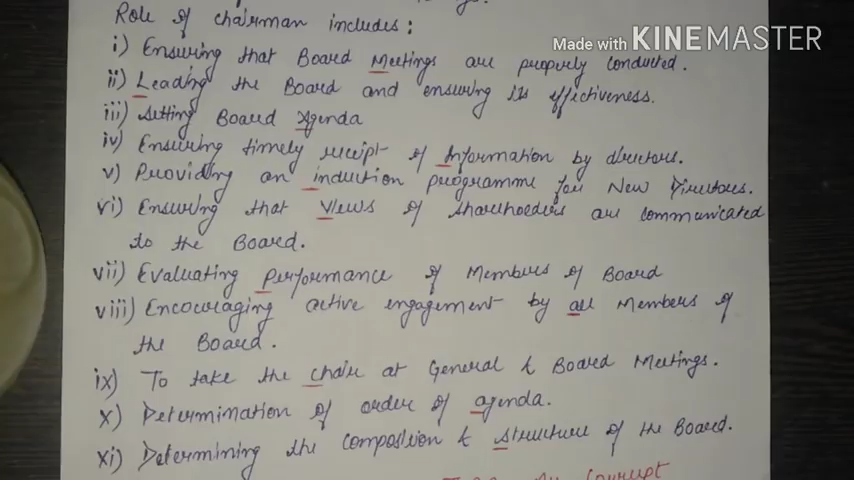 Role of chairman includes:
Made with KINEMASTER
i) Ensuring that Board Meetings are properly conducted.
ii) Leading the Board and ensuring its effectiveness.
iii) Setting Board Agenda
iv) Ensuring timely receipt of Information by directors.
v) Providing an induction programme for New Directors.
vi) Ensuring that Views of shareholders are communicated
to the Board.
vii) Evaluating Performance of Members of Board
viii) Encouraging active engagement by all Members of
the Board.
ix) To take the chair at General & Board Meetings.
x) Determination of order of agenda.
xi) Determining the composition & structure of the Board.